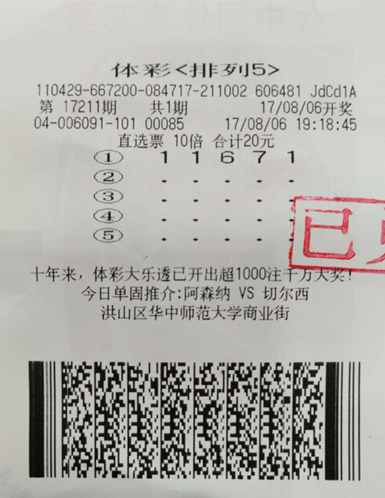 体彩<排列5>
110429-667200-084717-211002 606481 JdCd1A
第 17211期 共1期 17/08/06开奖
04-006091-101 00085 17/08/06 19:18:45
直选票 10倍 合计20元
① 1 1 6 7 1
② . . . . .
③ . . . . .
④ . . . . .
⑤ . . . . .
已
十年来，体彩大乐透已开出超1000注千万大奖！
今日单固推介:阿森纳 VS 切尔西
洪山区华中师范大学商业街